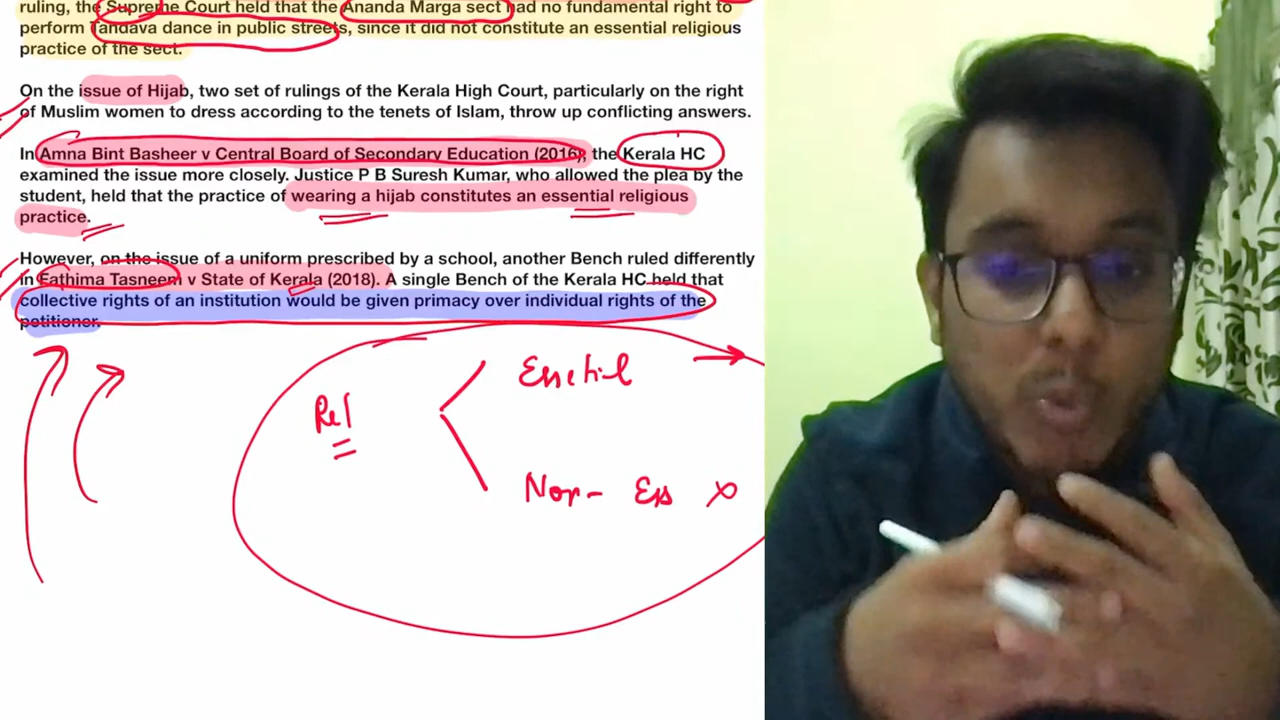 ruling, the Supreme Court held that the Ananda Marga sect had no fundamental right to
perform Tandava dance in public streets, since it did not constitute an essential religious
practice of the sect.
On the issue of Hijab, two set of rulings of the Kerala High Court, particularly on the right
of Muslim women to dress according to the tenets of Islam, throw up conflicting answers.
In Amna Bint Basheer v Central Board of Secondary Education (2016), the Kerala HC
examined the issue more closely. Justice P B Suresh Kumar, who allowed the plea by the
student, held that the practice of wearing a hijab constitutes an essential religious
practice.
However, on the issue of a uniform prescribed by a school, another Bench ruled differently
in Fathima Tasneem v State of Kerala (2018). A single Bench of the Kerala HC held that
collective rights of an institution would be given primacy over individual rights of the
petitioner.
Rel
Non- Ess x